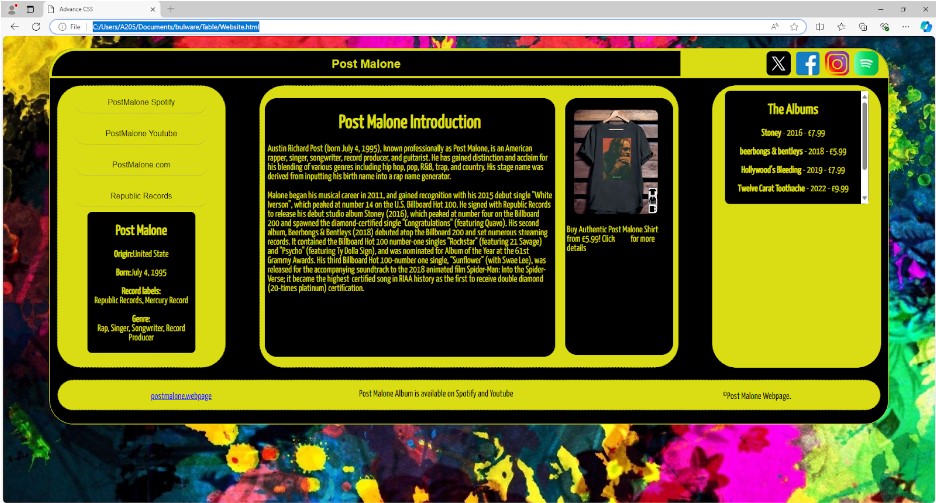 Advance CSS
File
C:/Users/A205/Documents/bulware/Table/Website.html
Post Malone
PostMalone Spotify
PostMalone Youtube
PostMalone.com
Republic Records
Post Malone
Origin:United State
Born:July 4, 1995
Record labels:
Republic Records, Mercury Record
Genre:
Rap, Singer, Songwriter, Record
Producer
Post Malone Introduction
Austin Richard Post (born July 4, 1995), known professionally as Post Malone, is an American
rapper, singer, songwriter, record producer, and guitarist. He has gained distinction and acclaim for
his blending of various genres including hip hop, pop, R&B, trap, and country. His stage name was
derived from inputting his birth name into a rap name generator.
Malone began his musical career in 2011, and gained recognition with his 2015 debut single "White
Iverson", which peaked at number 14 on the U.S. Billboard Hot 100. He signed with Republic Records
to release his debut studio album Stoney (2016), which peaked at number four on the Billboard
200 and spawned the diamond-certified single "Congratulations" (featuring Quavo). His second
album, Beerbongs & Bentleys (2018) debuted atop the Billboard 200 and set numerous streaming
records. It contained the Billboard Hot 100 number-one singles "Rockstar" (featuring 21 Savage)
and "Psycho" (featuring Ty Dolla Sign), and was nominated for Album of the Year at the 61st
Grammy Awards. His third Billboard Hot 100-number one single, "Sunflower" (with Swae Lee), was
released for the accompanying soundtrack to the 2018 animated film Spider-Man: Into the Spider-
Verse; it became the highest certified song in RIAA history as the first to receive double diamond
(20-times platinum) certification.
Buy Authentic Post Malone Shirt
from £5.99! Click for more
details
The Albums
Stoney - 2016 - £7.99
beerbongs & bentleys - 2018 - £5.99
Hollywood's Bleeding - 2019 - £7.99
Twelve Carat Toothache - 2022 - £9.99
postmalone.webpage
Post Malone Album is available on Spotify and Youtube
©Post Malone Webpage.